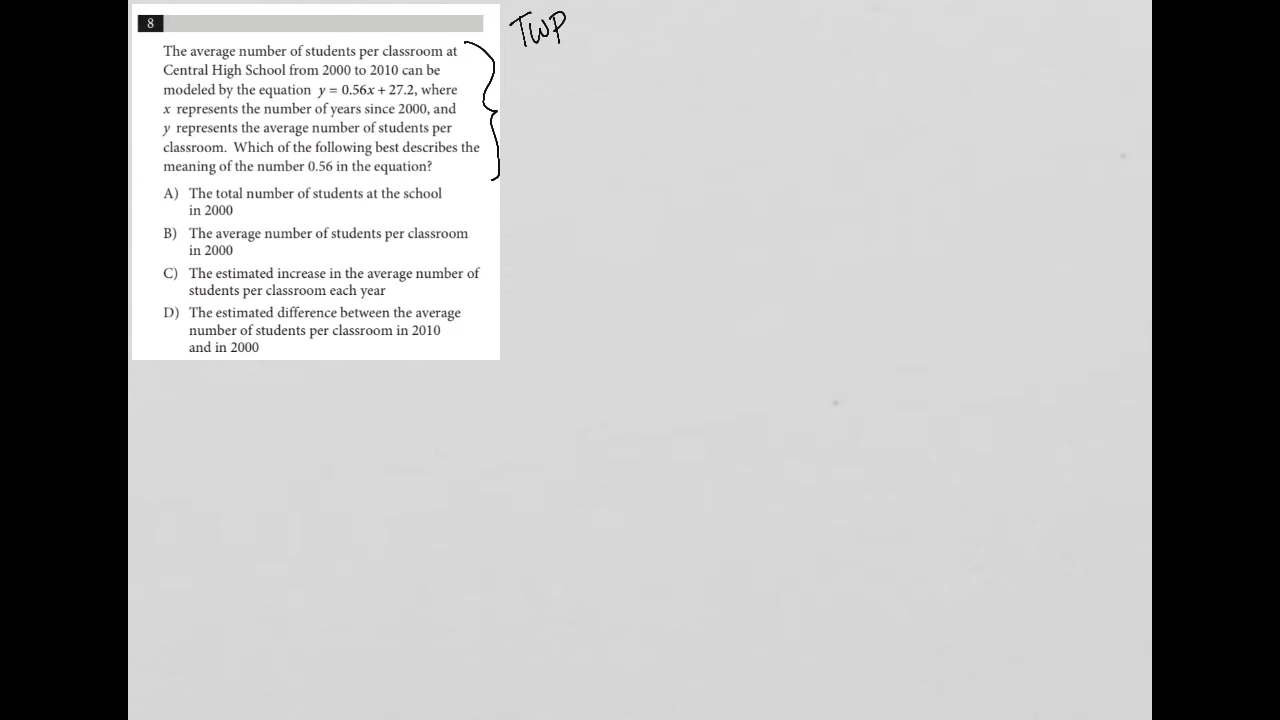 8
TWP
The average number of students per classroom at
Central High School from 2000 to 2010 can be
modeled by the equation y = 0.56x + 27.2, where
x represents the number of years since 2000, and
y represents the average number of students per
classroom. Which of the following best describes the
meaning of the number 0.56 in the equation?
A) The total number of students at the school
in 2000
B) The average number of students per classroom
in 2000
C) The estimated increase in the average number of
students per classroom each year
D) The estimated difference between the average
number of students per classroom in 2010
and in 2000